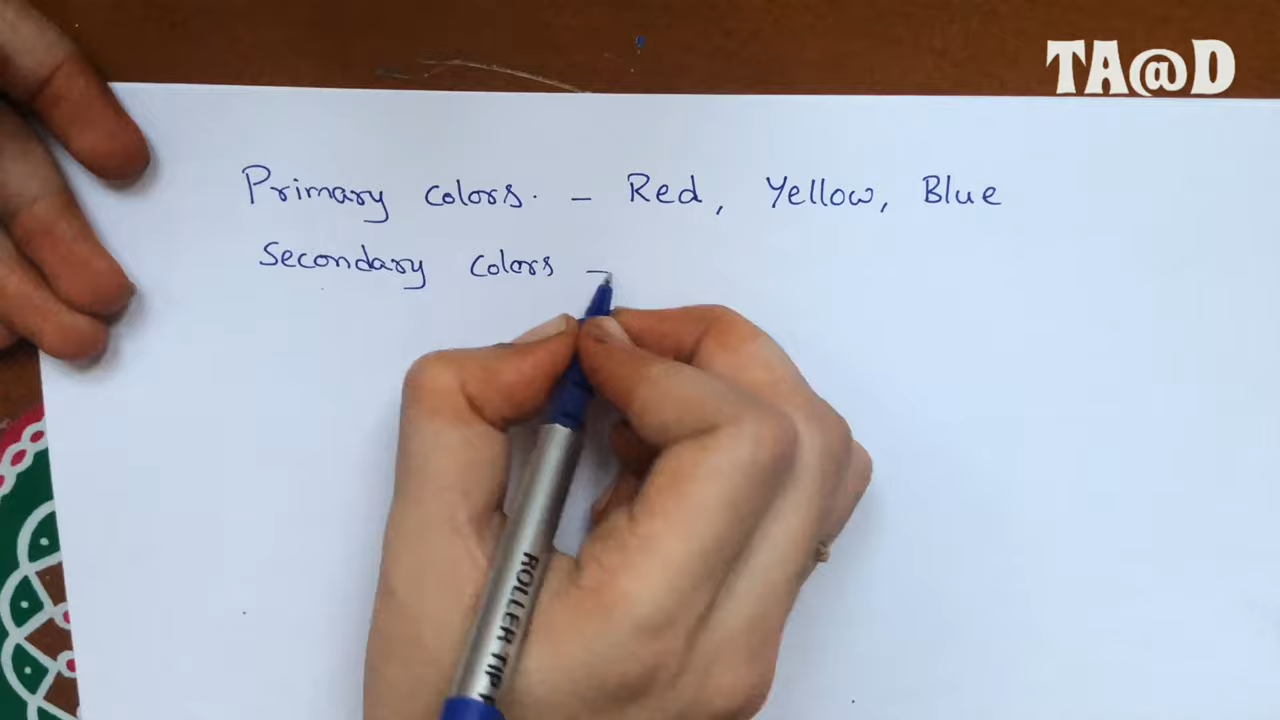 TA@D
Primary colors. - Red, Yellow, Blue
Secondary colors -
ROLLER TIP